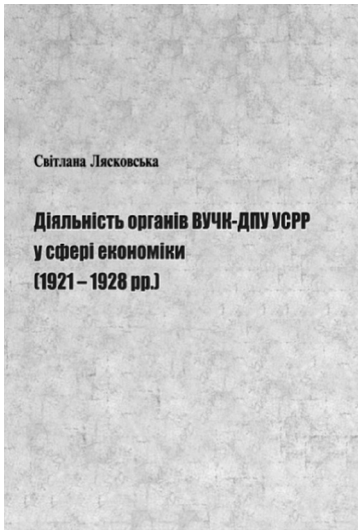 Світлана Лясковська
Діяльність органів ВУЧК-ДПУ УСРР
у сфері економіки
(1921 – 1928 рр.)